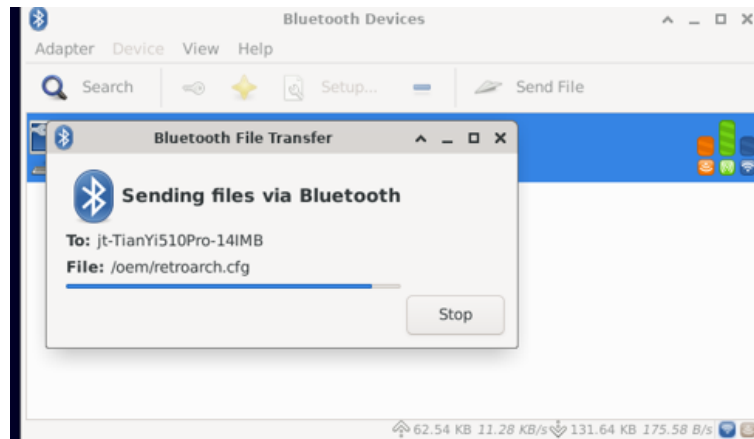 Bluetooth Devices
Adapter Device View Help
Search Setup... Send File
Bluetooth File Transfer
Sending files via Bluetooth
To: jt-TianYi510Pro-14IMB
File: /oem/retroarch.cfg
Stop
62.54 KB 11.28 KB/s 131.64 KB 175.58 B/s